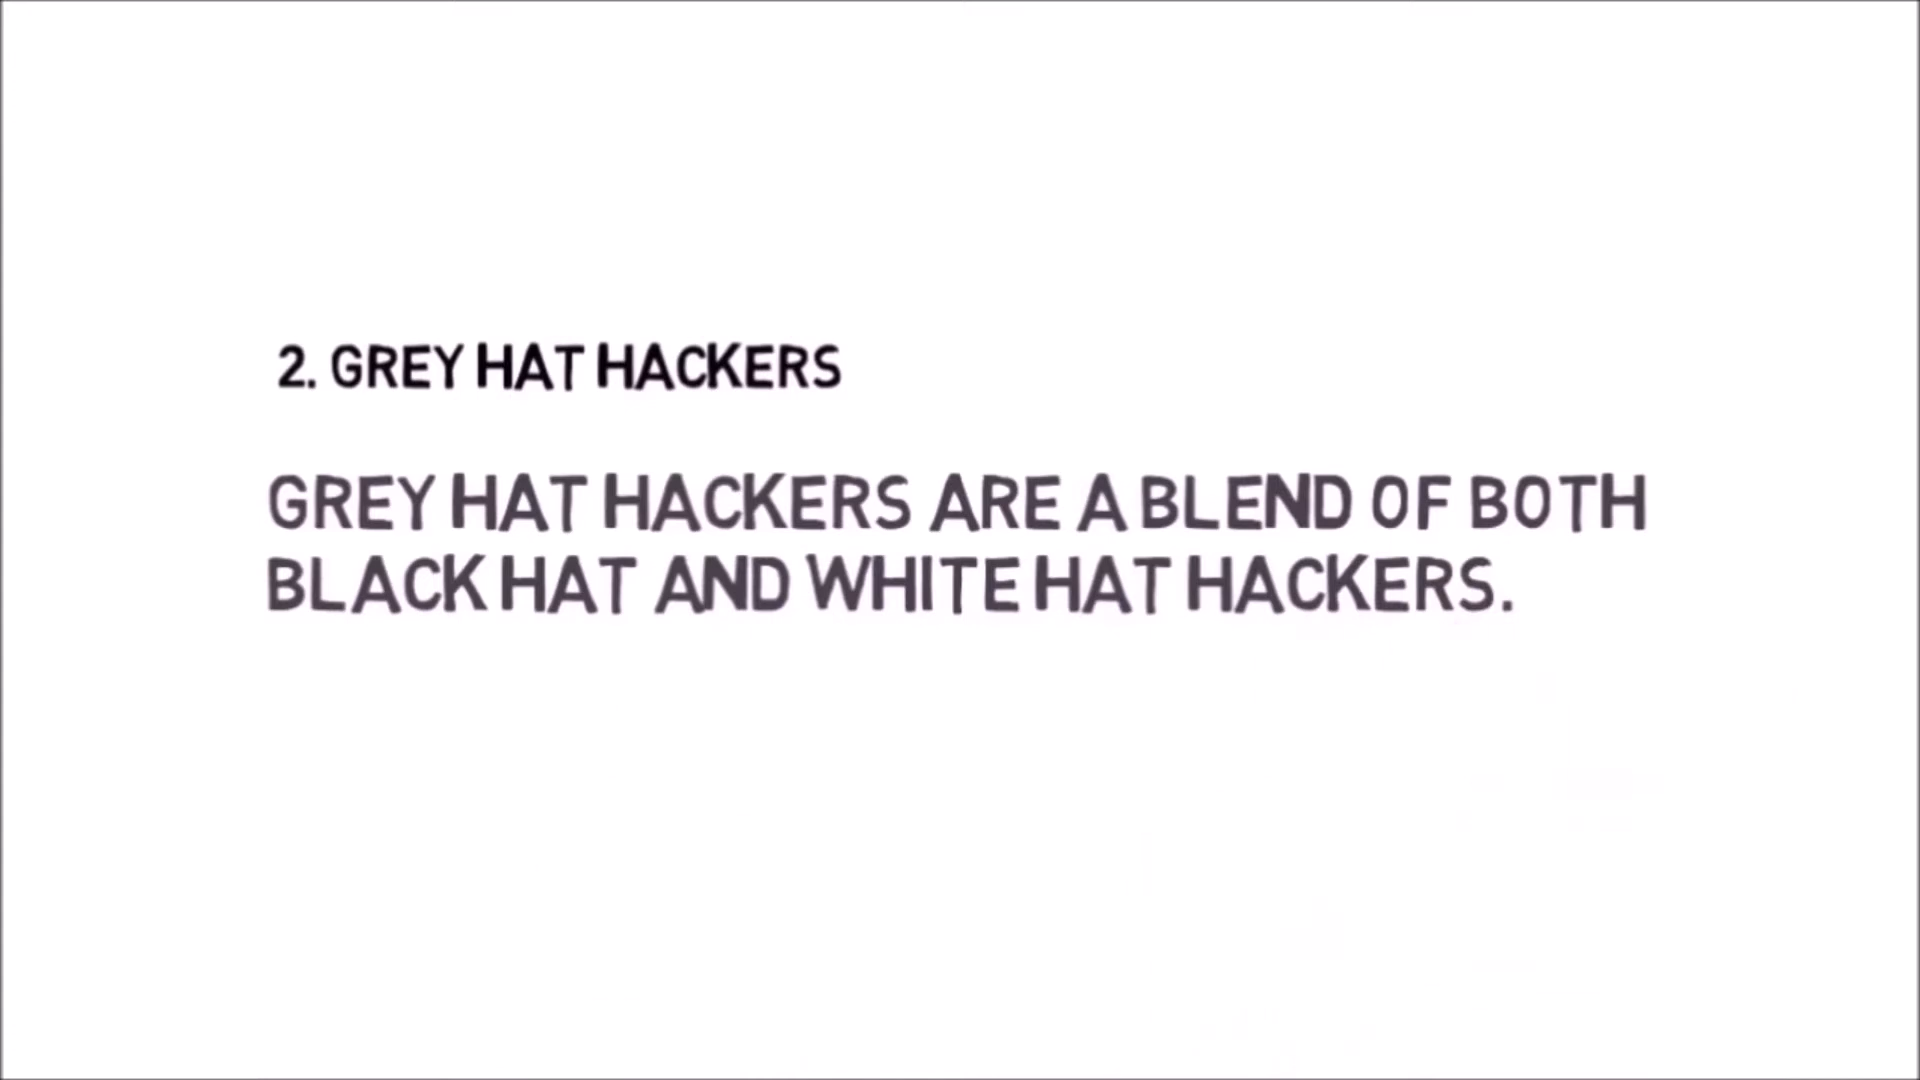 2. GREY HAT HACKERS
GREY HAT HACKERS ARE A BLEND OF BOTH
BLACK HAT AND WHITE HAT HACKERS.